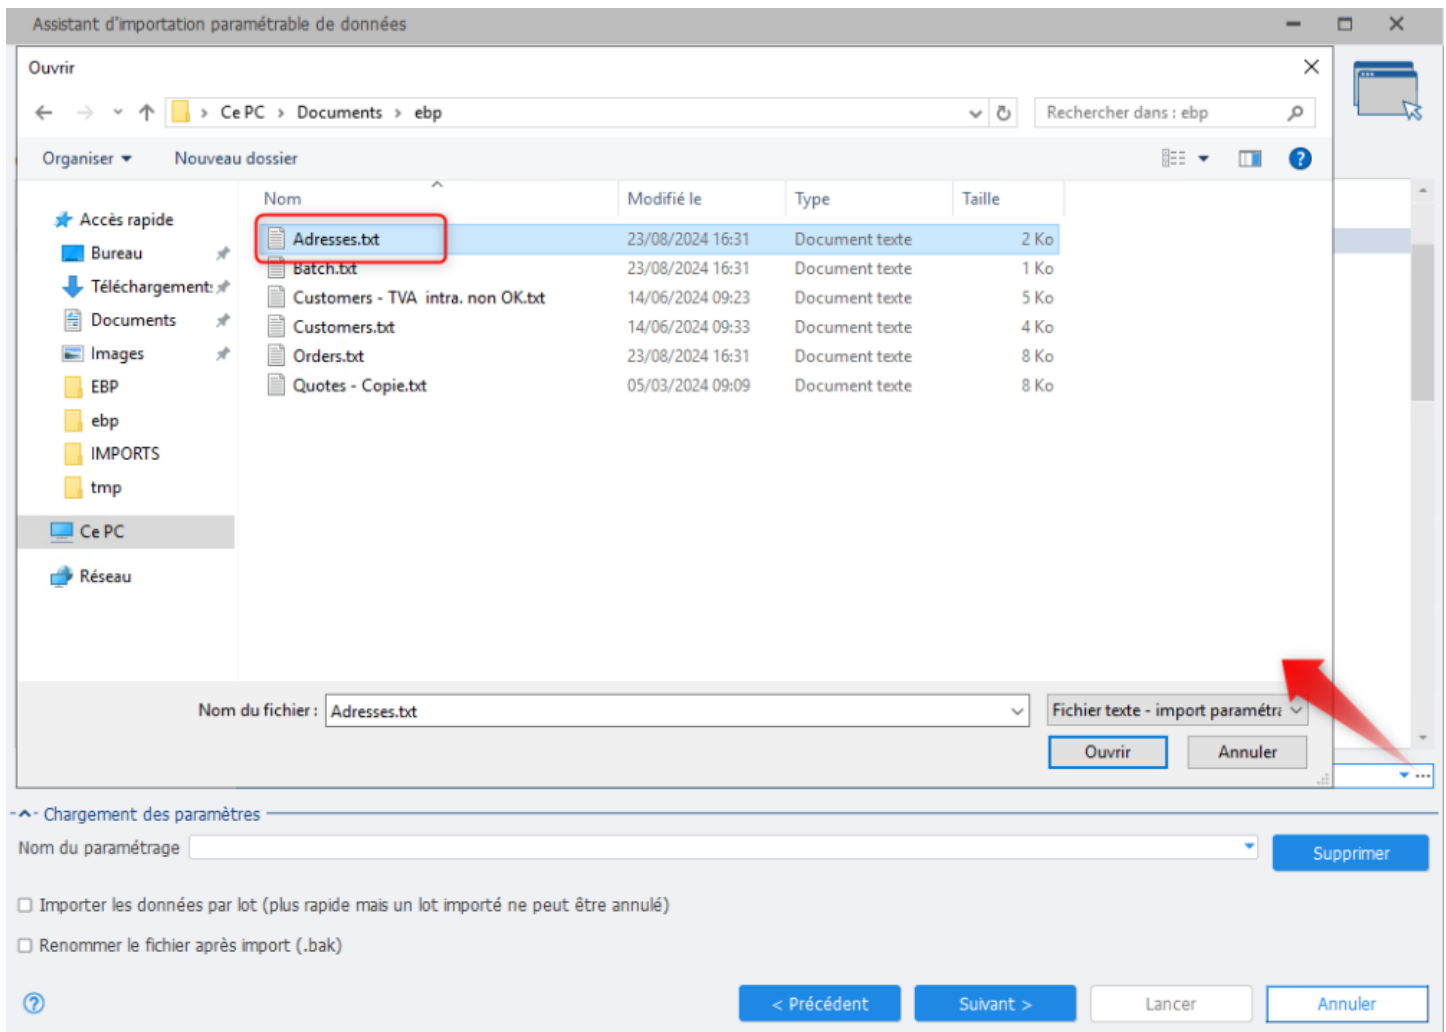 Assistant d'importation paramétrable de données
Ouvrir
Ce PC > Documents > ebp
Rechercher dans : ebp
Organiser
Nouveau dossier
Nom
Modifié le
Type
Taille
Accès rapide
Bureau
Téléchargement:
Documents
Images
EBP
ebp
IMPORTS
tmp
Ce PC
Réseau
Adresses.txt 23/08/2024 16:31 Document texte 2 Ko
Batch.txt 23/08/2024 16:31 Document texte 1 Ko
Customers - TVA intra. non OK.txt 14/06/2024 09:23 Document texte 5 Ko
Customers.txt 14/06/2024 09:33 Document texte 4 Ko
Orders.txt 23/08/2024 16:31 Document texte 8 Ko
Quotes - Copie.txt 05/03/2024 09:09 Document texte 8 Ko
Nom du fichier : Adresses.txt
Fichier texte - import paramétra
Ouvrir
Annuler
Chargement des paramètres
Nom du paramétrage
Supprimer
Importer les données par lot (plus rapide mais un lot importé ne peut être annulé)
Renommer le fichier après import (.bak)
< Précédent
Suivant >
Lancer
Annuler